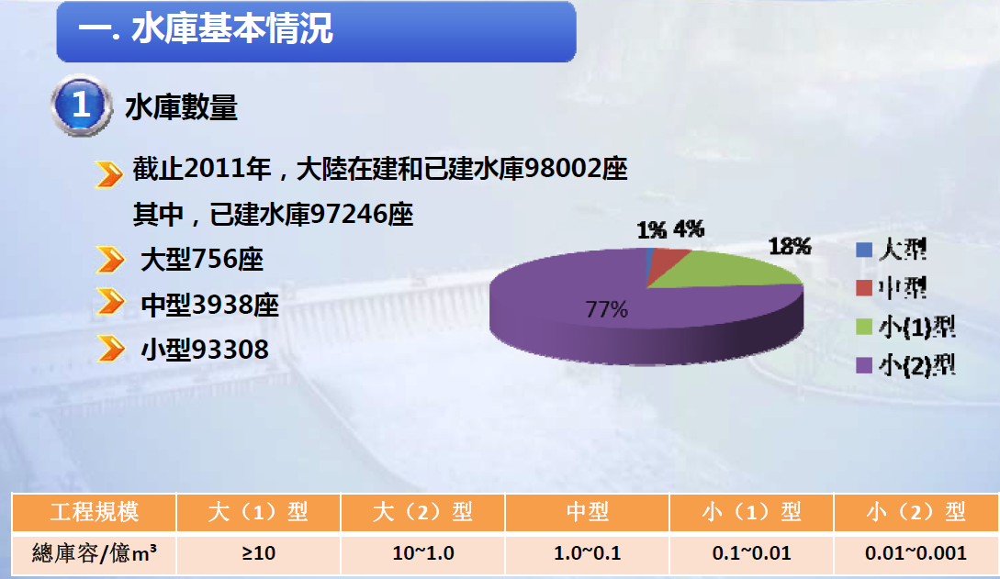 一. 水庫基本情況
1 水庫數量
截止2011年，大陸在建和已建水庫98002座
其中，已建水庫97246座
大型756座
中型3938座
小型93308
1% 4%
18%
77%
大型
中型
小(1)型
小(2)型
工程規模 大（1）型 大（2）型 中型 小（1）型 小（2）型
總庫容/億m³ ≥10 10~1.0 1.0~0.1 0.1~0.01 0.01~0.001